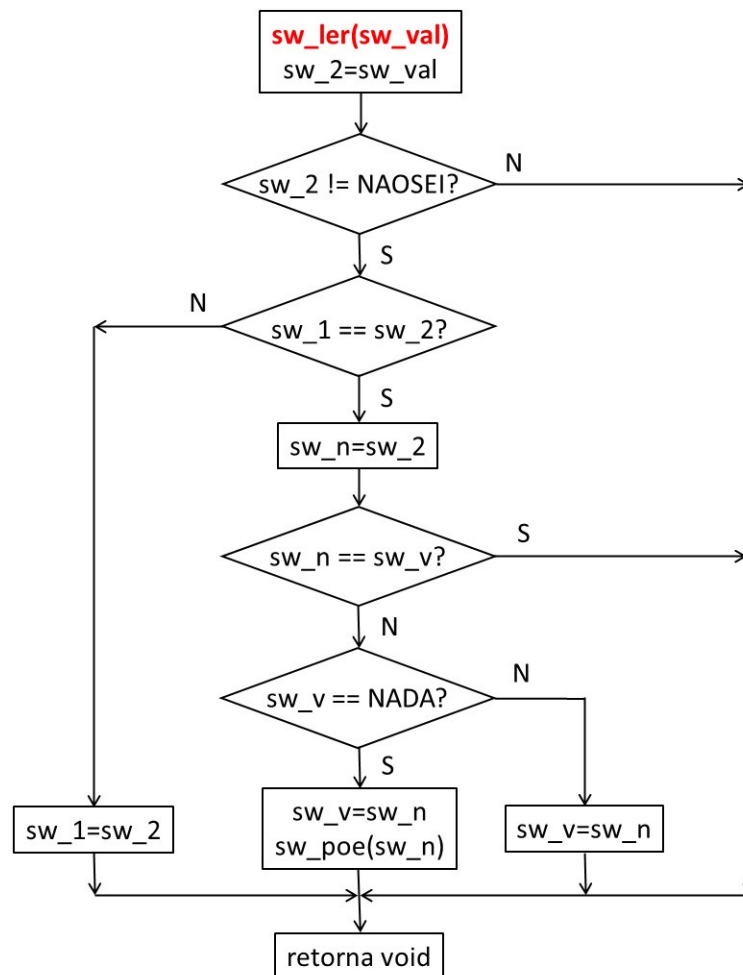 sw_ler(sw_val)
sw_2=sw_val
N
sw_2 != NAOSEI?
S
N
sw_1 == sw_2?
S
sw_n=sw_2
S
sw_n == sw_v?
N
N
sw_v == NADA?
S
sw_1=sw_2
sw_v=sw_n
sw_poe(sw_n)
sw_v=sw_n
retorna void